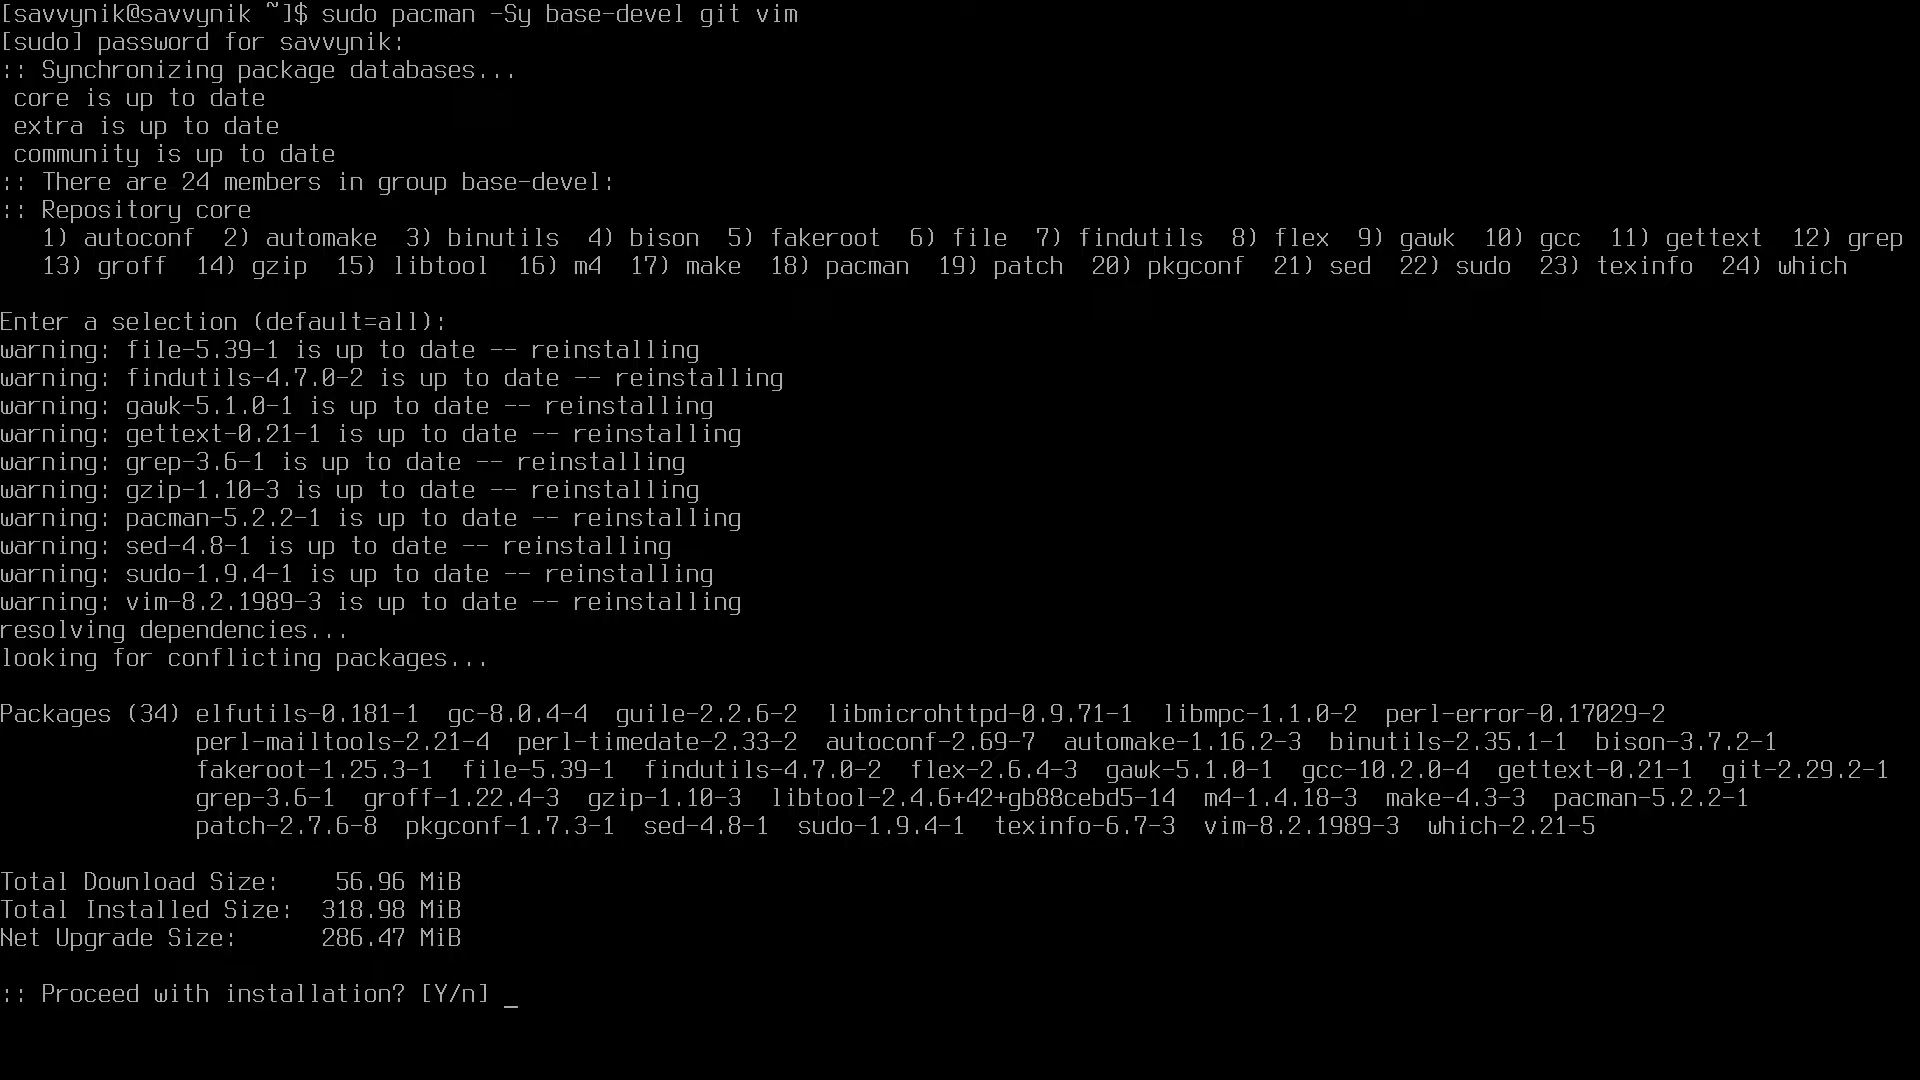 [savvynik@savvynik ~]$ sudo pacman -Sy base-devel git vim
[sudo] password for savvynik:
:: Synchronizing package databases...
 core is up to date
 extra is up to date
 community is up to date
:: There are 24 members in group base-devel:
:: Repository core
   1) autoconf  2) automake  3) binutils  4) bison  5) fakeroot  6) file  7) findutils  8) flex  9) gawk  10) gcc  11) gettext  12) grep
   13) groff  14) gzip  15) libtool  16) m4  17) make  18) pacman  19) patch  20) pkgconf  21) sed  22) sudo  23) texinfo  24) which

Enter a selection (default=all):
warning: file-5.39-1 is up to date -- reinstalling
warning: findutils-4.7.0-2 is up to date -- reinstalling
warning: gawk-5.1.0-1 is up to date -- reinstalling
warning: gettext-0.21-1 is up to date -- reinstalling
warning: grep-3.6-1 is up to date -- reinstalling
warning: gzip-1.10-3 is up to date -- reinstalling
warning: pacman-5.2.2-1 is up to date -- reinstalling
warning: sed-4.8-1 is up to date -- reinstalling
warning: sudo-1.9.4-1 is up to date -- reinstalling
warning: vim-8.2.1989-3 is up to date -- reinstalling
resolving dependencies...
looking for conflicting packages...

Packages (34) elfutils-0.181-1  gc-8.0.4-4  guile-2.2.6-2  libmicrohttpd-0.9.71-1  libmpc-1.1.0-2  perl-error-0.17029-2
              perl-mailtools-2.21-4  perl-timedate-2.33-2  autoconf-2.69-7  automake-1.16.2-3  binutils-2.35.1-1  bison-3.7.2-1
              fakeroot-1.25.3-1  file-5.39-1  findutils-4.7.0-2  flex-2.6.4-3  gawk-5.1.0-1  gcc-10.2.0-4  gettext-0.21-1  git-2.29.2-1
              grep-3.6-1  groff-1.22.4-3  gzip-1.10-3  libtool-2.4.6+42+gb88cebd5-14  m4-1.4.18-3  make-4.3-3  pacman-5.2.2-1
              patch-2.7.6-8  pkgconf-1.7.3-1  sed-4.8-1  sudo-1.9.4-1  texinfo-6.7-3  vim-8.2.1989-3  which-2.21-5

Total Download Size:    56.96 MiB
Total Installed Size:  318.98 MiB
Net Upgrade Size:      286.47 MiB

:: Proceed with installation? [Y/n] _